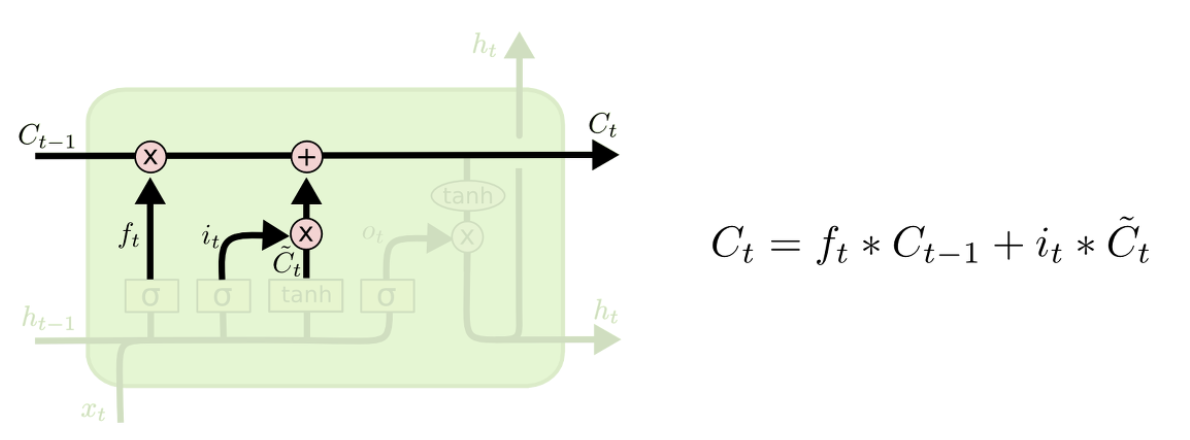 h_t
C_{t-1}
C_t
x
+
tanh
f_t
i_t
x
o_t
x
C̃_t
σ
σ
tanh
σ
h_{t-1}
h_t
x_t
C_t = f_t * C_{t-1} + i_t * C̃_t